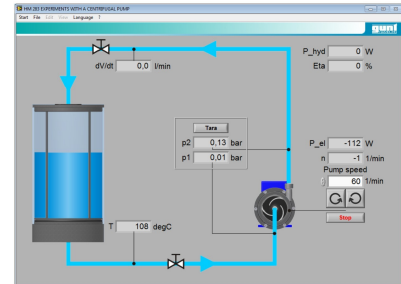 HM 283 EXPERIMENTS WITH A CENTRIFUGAL PUMP
Start File Edit View Language ?
gunt
P_hyd 0 W
dV/dt 0,0 l/min
Eta 0 %
Tara
p2 0,13 bar
p1 0,01 bar
P_el -112 W
n -1 1/min
Pump speed
60 1/min
Stop
T 108 degC